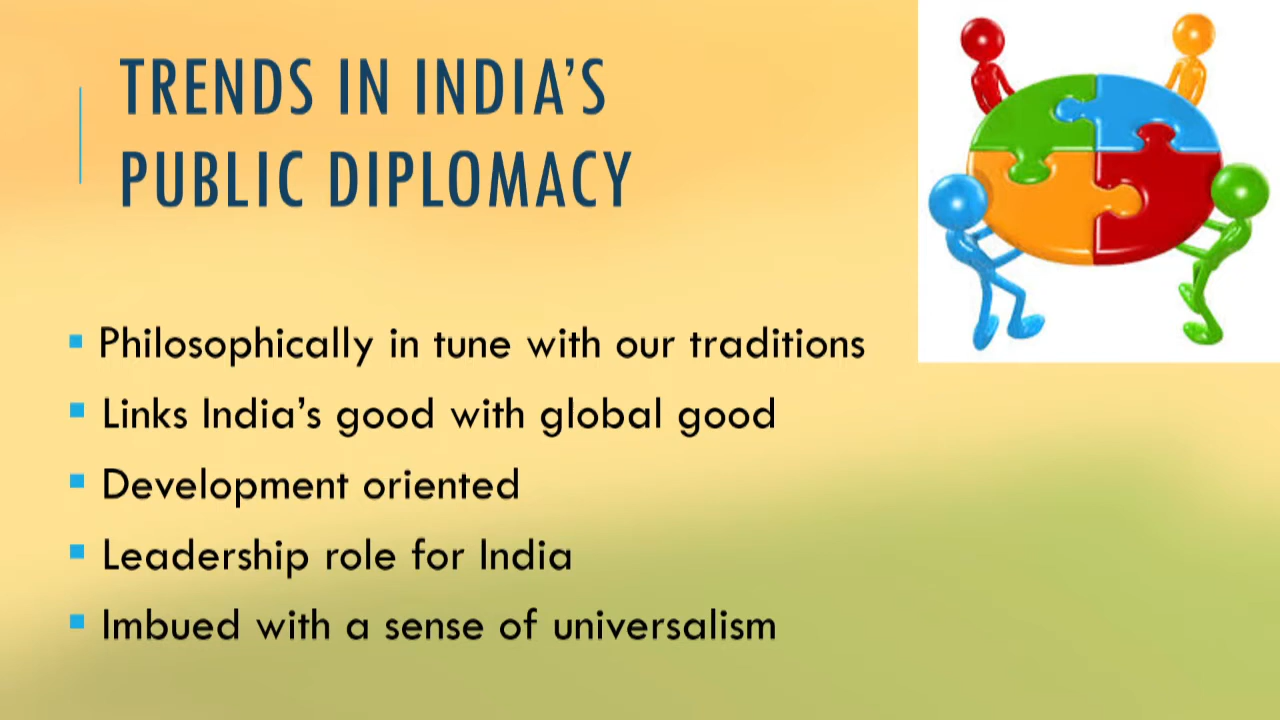 TRENDS IN INDIA’S
PUBLIC DIPLOMACY
▪ Philosophically in tune with our traditions
▪ Links India’s good with global good
▪ Development oriented
▪ Leadership role for India
▪ Imbued with a sense of universalism